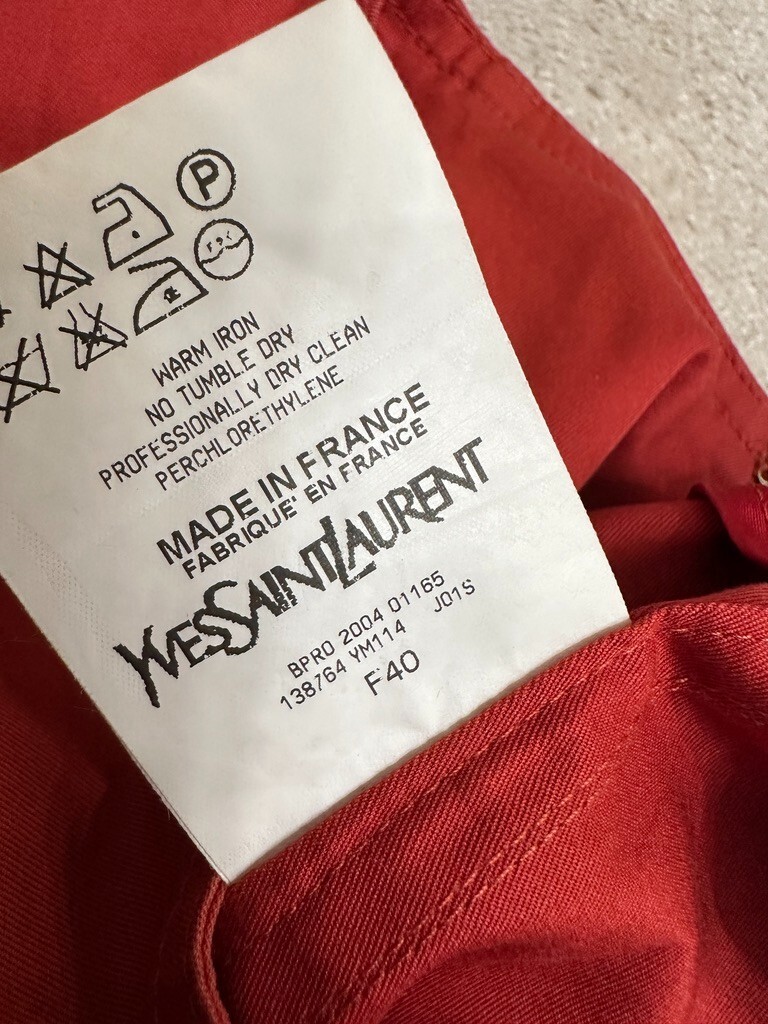 P
WARM IRON
NO TUMBLE DRY
PROFESSIONALLY DRY CLEAN
PERCHLORETHYLENE
MADE IN FRANCE
FABRIQUE' EN FRANCE
YVESSAINTLAURENT
BPRO 2004 01165
138764 YM114 J01S
F40